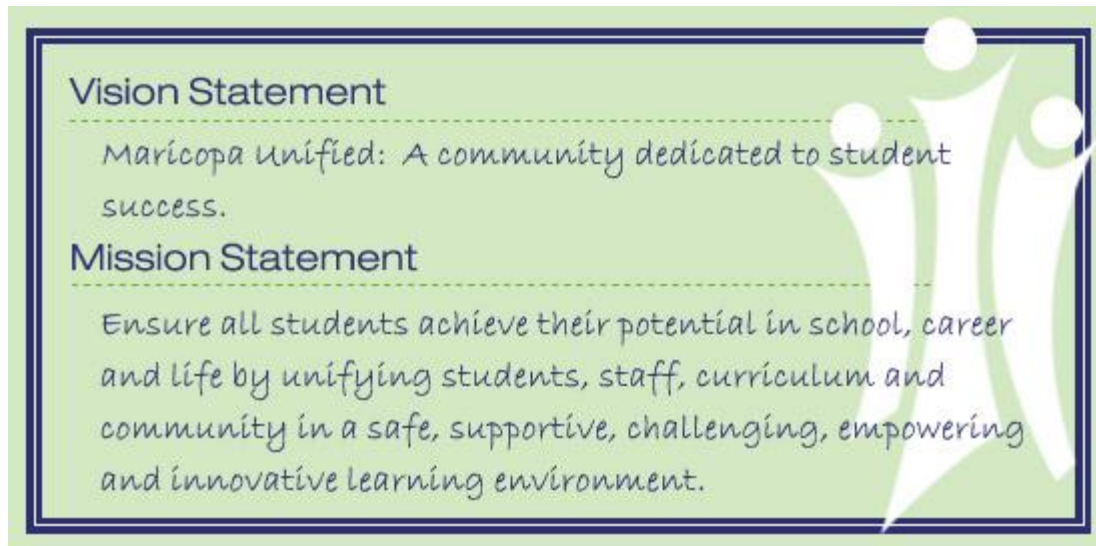 Vision Statement
Maricopa Unified: A community dedicated to student
success.
Mission Statement
Ensure all students achieve their potential in school, career
and life by unifying students, staff, curriculum and
community in a safe, supportive, challenging, empowering
and innovative learning environment.